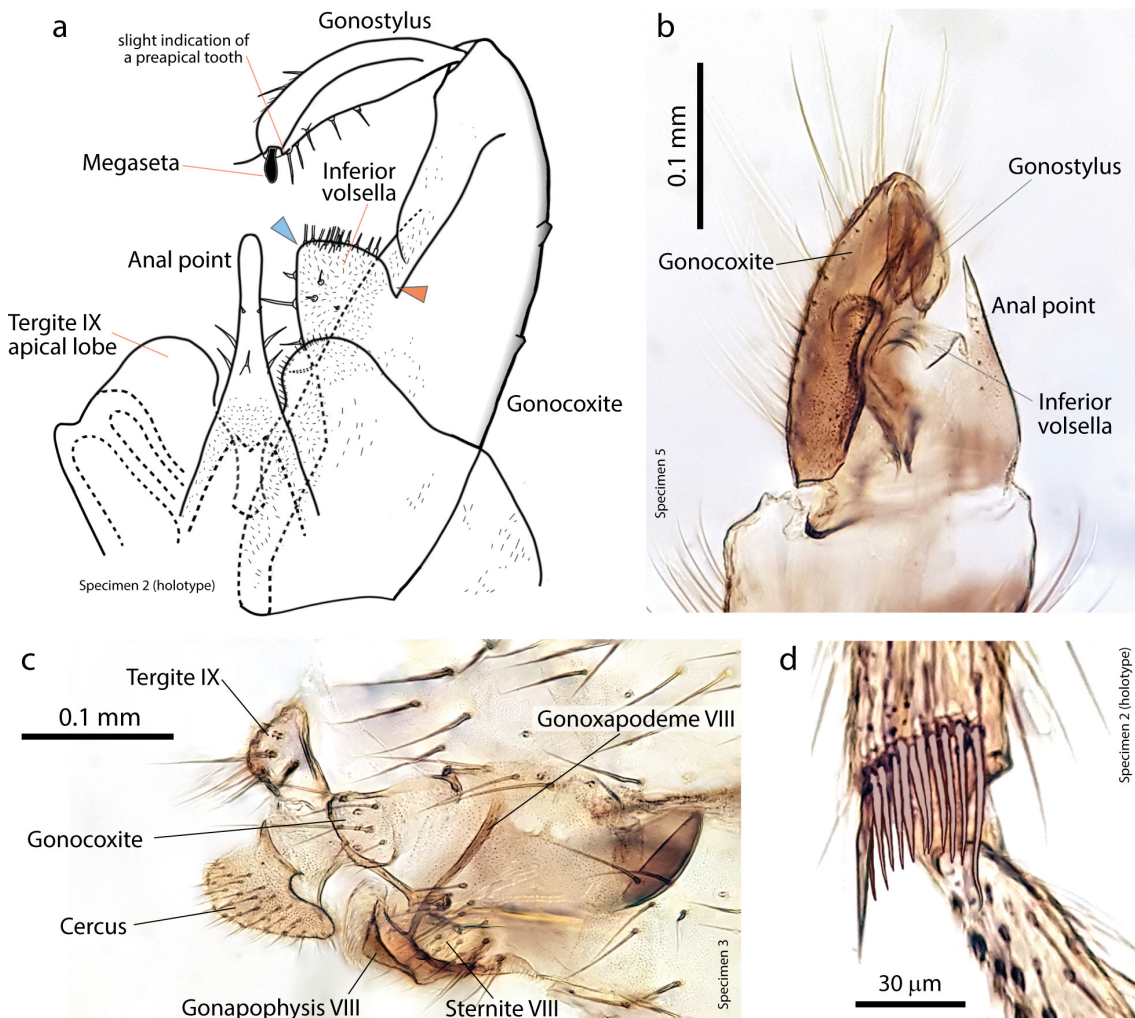 a
Gonostylus
slight indication of
a preapical tooth
Megaseta
Inferior
volsella
Anal point
Tergite IX
apical lobe
Gonocoxite
Specimen 2 (holotype)
b
0.1 mm
Gonostylus
Gonocoxite
Anal point
Inferior
volsella
Specimen 5
c
Tergite IX
0.1 mm
Gonoxapodeme VIII
Gonocoxite
Cercus
Gonapophysis VIII
Sternite VIII
Specimen 3
d
Specimen 2 (holotype)
30 µm